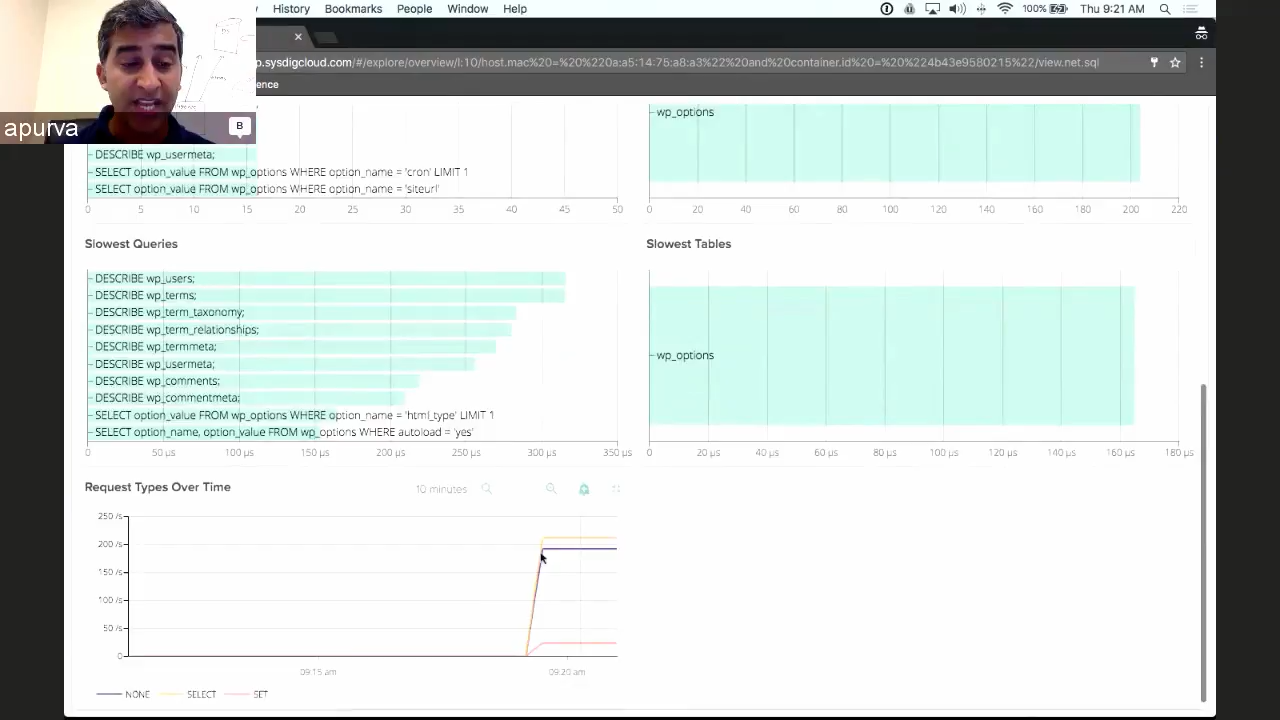 History Bookmarks People Window Help 100% Thu 9:21 AM
p.sysdigcloud.com/#/explore/overview/l:10/host.mac%20=%20%220a:a5:14:75:a8:a3%22%20and%20container.id%20=%20%224b43e9580215%22/view.net.sql
ence
apurva
B
wp_options
DESCRIBE wp_usermeta;
SELECT option_value FROM wp_options WHERE option_name = 'cron' LIMIT 1
SELECT option_value FROM wp_options WHERE option_name = 'siteurl'
0 5 10 15 20 25 30 35 40 45 50
0 20 40 60 80 100 120 140 160 180 200 220
Slowest Queries
Slowest Tables
DESCRIBE wp_users;
DESCRIBE wp_terms;
DESCRIBE wp_term_taxonomy;
DESCRIBE wp_term_relationships;
DESCRIBE wp_termmeta;
DESCRIBE wp_usermeta;
DESCRIBE wp_comments;
DESCRIBE wp_commentmeta;
SELECT option_value FROM wp_options WHERE option_name = 'html_type' LIMIT 1
SELECT option_name, option_value FROM wp_options WHERE autoload = 'yes'
0 50 µs 100 µs 150 µs 200 µs 250 µs 300 µs 350 µs
wp_options
0 20 µs 40 µs 60 µs 80 µs 100 µs 120 µs 140 µs 160 µs 180 µs
Request Types Over Time
10 minutes
250 /s
200 /s
150 /s
100 /s
50 /s
0
09:15 am 09:20 am
NONE SELECT SET